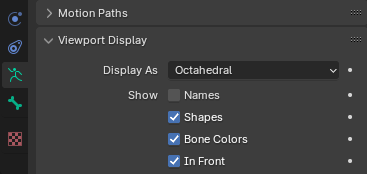 Motion Paths
Viewport Display
Display As Octahedral
Show Names
Shapes
Bone Colors
In Front